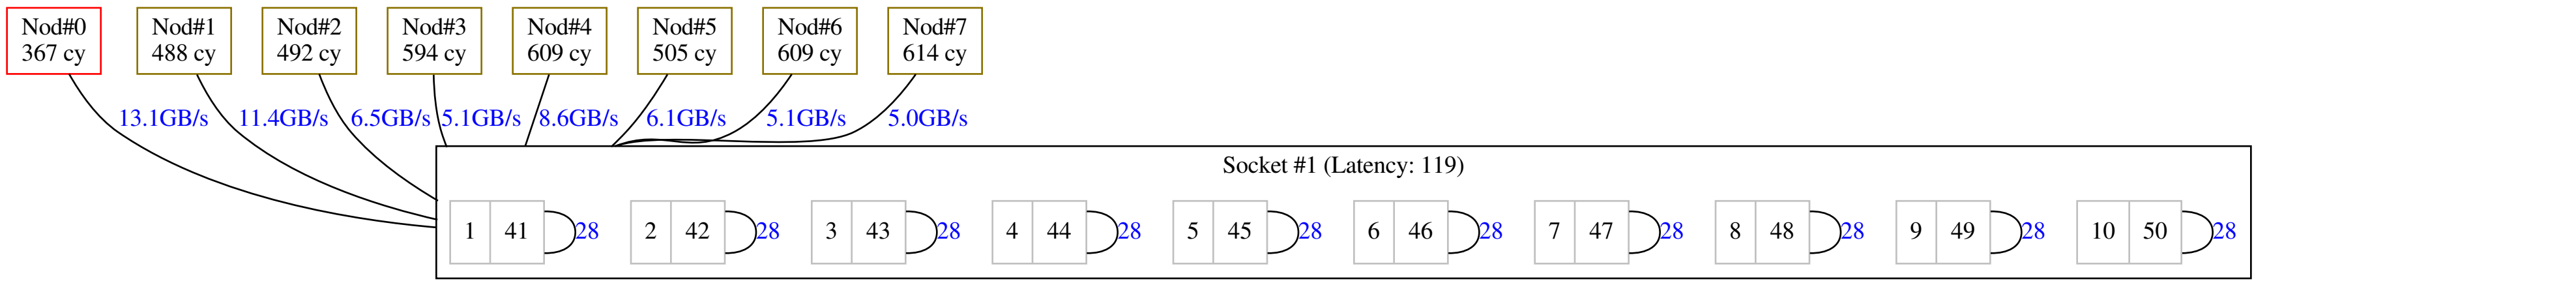 Nod#0 Nod#1 Nod#2 Nod#3 Nod#4 Nod#5 Nod#6 Nod#7
367 cy 488 cy 492 cy 594 cy 609 cy 505 cy 609 cy 614 cy
13.1GB/s 11.4GB/s 6.5GB/s 5.1GB/s 8.6GB/s 6.1GB/s 5.1GB/s 5.0GB/s
Socket #1 (Latency: 119)
1 41 28 2 42 28 3 43 28 4 44 28 5 45 28 6 46 28 7 47 28 8 48 28 9 49 28 10 50 28